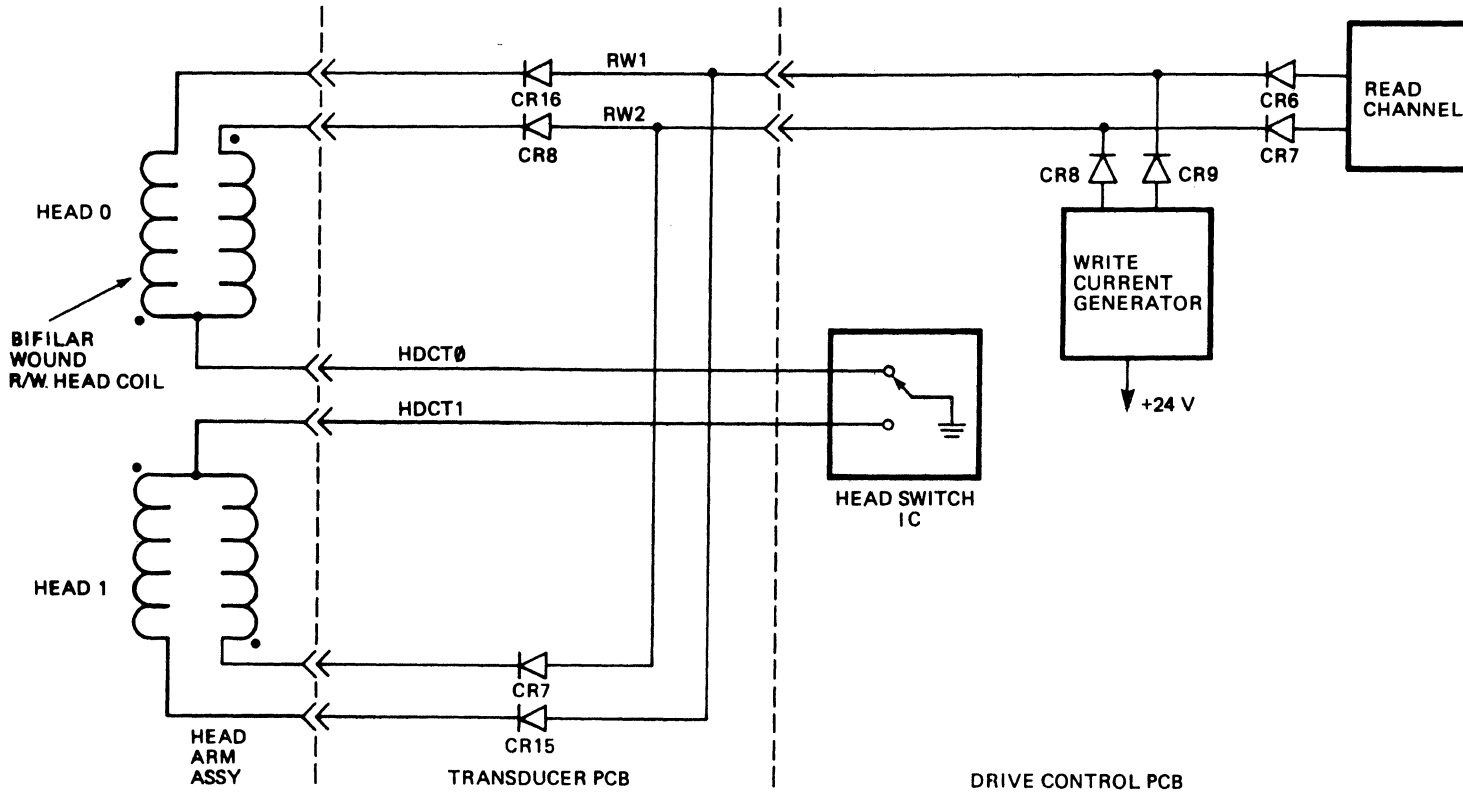 RW1
CR16
RW2
CR8
CR6
CR7
READ
CHANNEL
CR8
CR9
HEAD 0
WRITE
CURRENT
GENERATOR
+24 V
BIFILAR
WOUND
R/W. HEAD COIL
HDCTØ
HDCT1
HEAD SWITCH
IC
HEAD 1
CR7
CR15
HEAD
ARM
ASSY
TRANSDUCER PCB
DRIVE CONTROL PCB